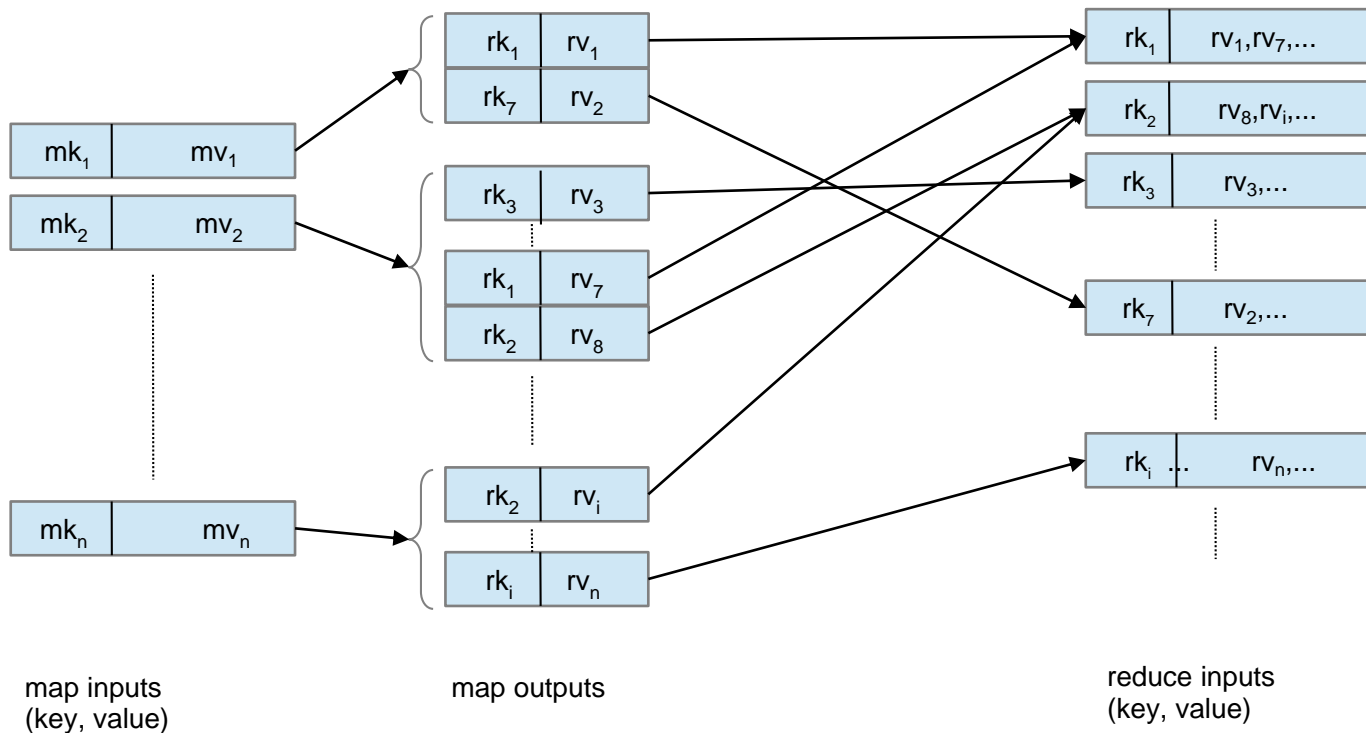 mk₁ mv₁
mk₂ mv₂
mkₙ mvₙ
map inputs
(key, value)
rk₁ rv₁
rk₇ rv₂
rk₃ rv₃
rk₁ rv₇
rk₂ rv₈
rk₂ rvᵢ
rkᵢ rvₙ
map outputs
rk₁ rv₁,rv₇,...
rk₂ rv₈,rvᵢ,...
rk₃ rv₃,...
rk₇ rv₂,...
rkᵢ ... rvₙ,...
reduce inputs
(key, value)